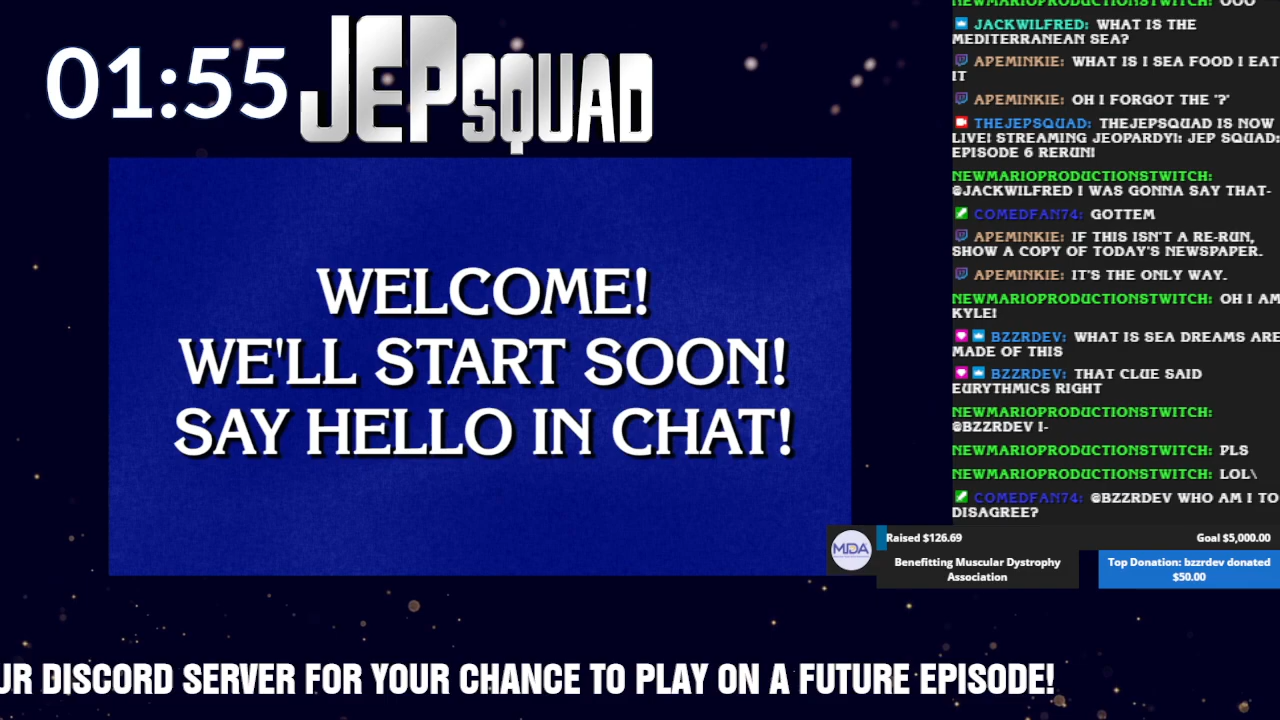 01:55
JEP SQUAD
WELCOME!
WE'LL START SOON!
SAY HELLO IN CHAT!
NEWMARIOPRODUCTIONSTWITCH: OOO
JACKWILFRED: WHAT IS THE
MEDITERRANEAN SEA?
APEMINKIE: WHAT IS I SEA FOOD I EAT
IT
APEMINKIE: OH I FORGOT THE "?"
THEJEPSQUAD: THEJEPSQUAD IS NOW
LIVE! STREAMING JEOPARDY!: JEP SQUAD:
EPISODE 6 RERUN!
NEWMARIOPRODUCTIONSTWITCH:
@JACKWILFRED I WAS GONNA SAY THAT-
COMEDFAN74: GOTTEM
APEMINKIE: IF THIS ISN'T A RE-RUN,
SHOW A COPY OF TODAY'S NEWSPAPER.
APEMINKIE: IT'S THE ONLY WAY.
NEWMARIOPRODUCTIONSTWITCH: OH I AM
KYLE!
BZZRDEV: WHAT IS SEA DREAMS ARE
MADE OF THIS
BZZRDEV: THAT CLUE SAID
EURYTHMICS RIGHT
NEWMARIOPRODUCTIONSTWITCH:
@BZZRDEV I-
NEWMARIOPRODUCTIONSTWITCH: PLS
NEWMARIOPRODUCTIONSTWITCH: LOL\
COMEDFAN74: @BZZRDEV WHO AM I TO
DISAGREE?
MDA
Raised $126.69
Goal $5,000.00
Benefitting Muscular Dystrophy
Association
Top Donation: bzzrdev donated
$50.00
UR DISCORD SERVER FOR YOUR CHANCE TO PLAY ON A FUTURE EPISODE!